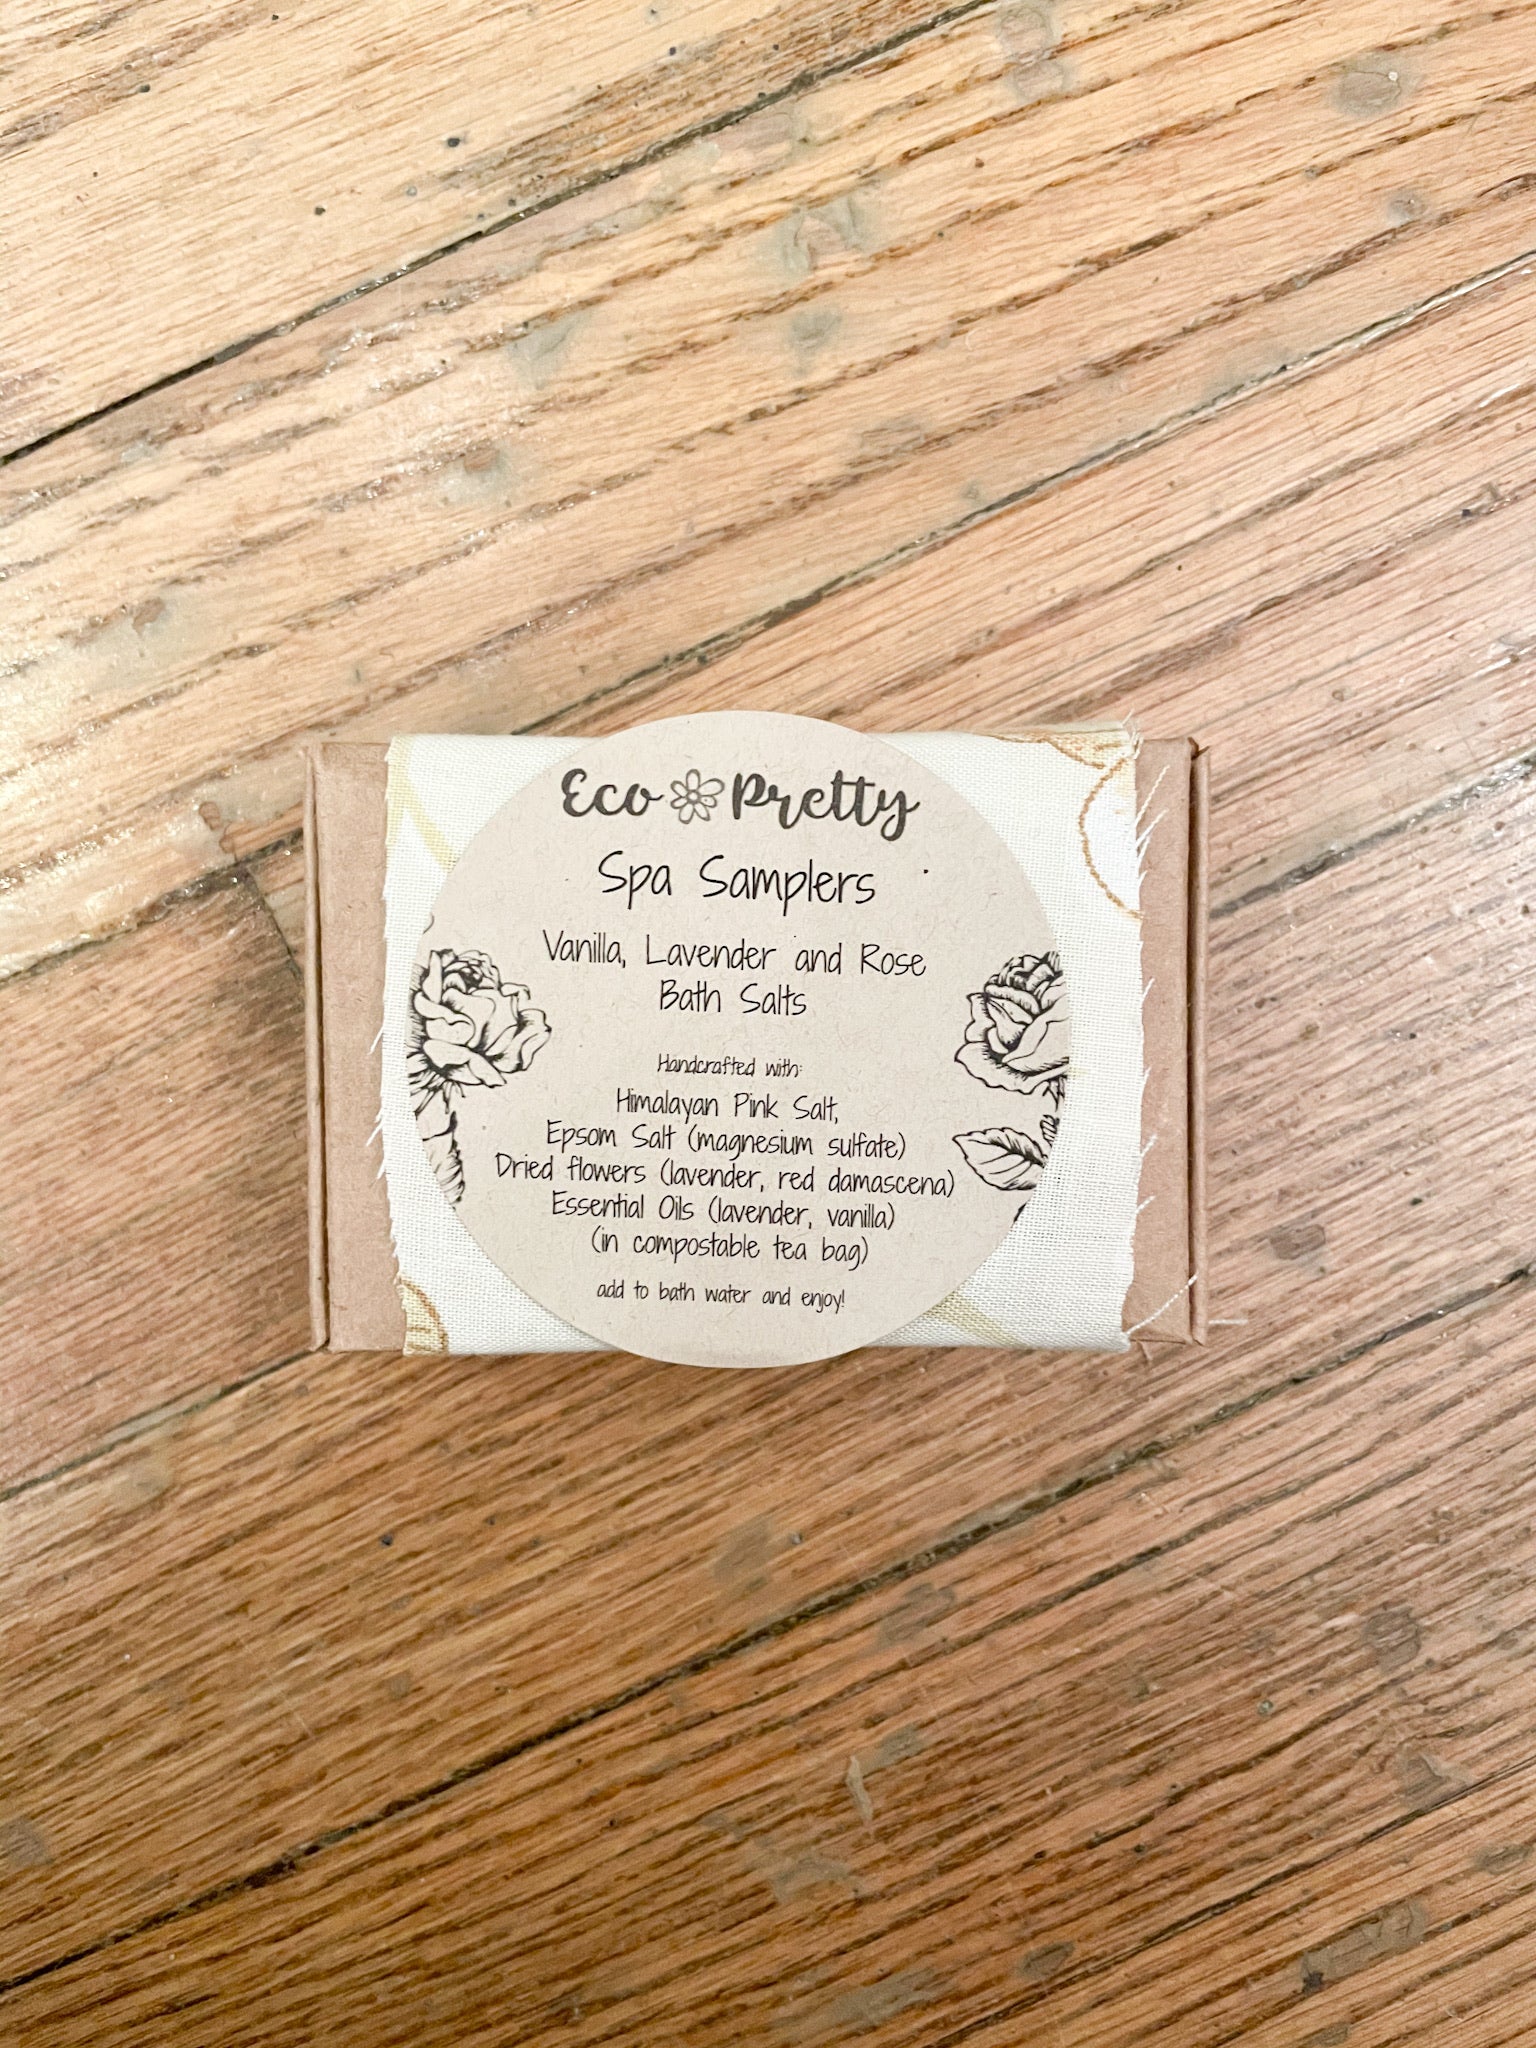 Eco Pretty
Spa Samplers
Vanilla, Lavender and Rose
Bath Salts
Handcrafted with:
Himalayan Pink Salt,
Epsom Salt (magnesium sulfate)
Dried flowers (lavender, red damascena)
Essential Oils (lavender, vanilla)
(in compostable tea bag)
add to bath water and enjoy!